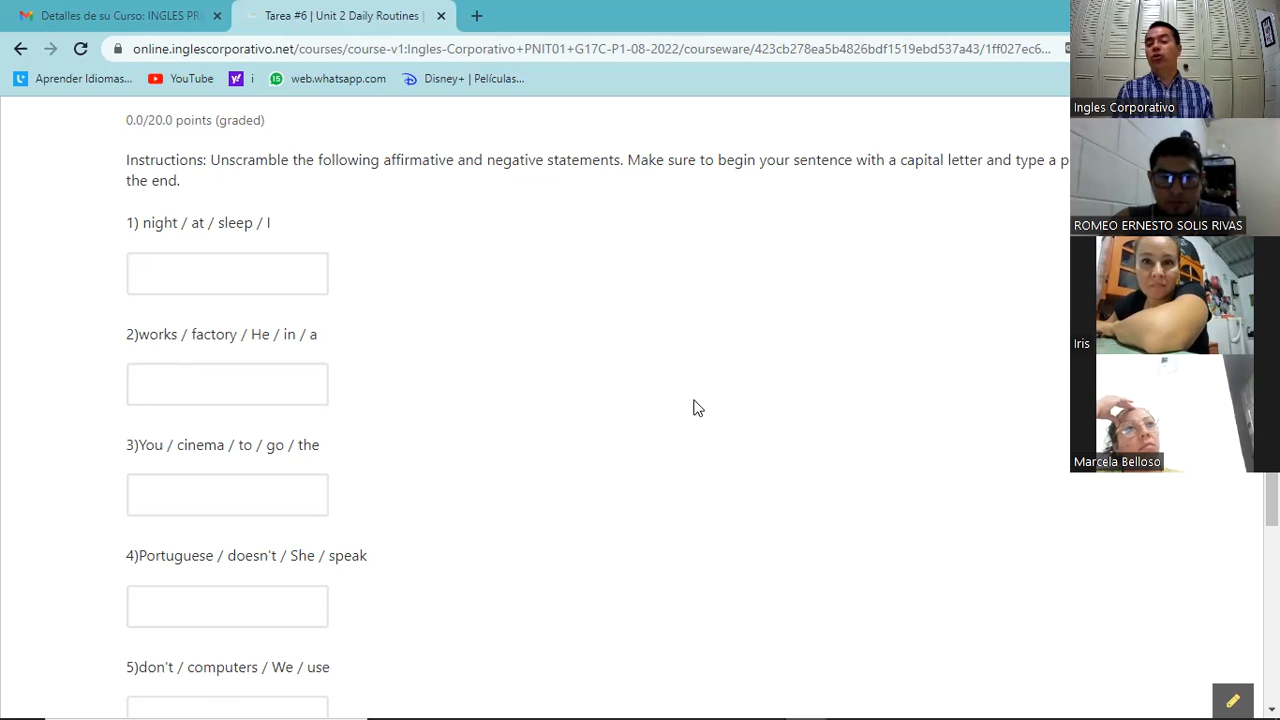 Detalles de su Curso: INGLES PR
Tarea #6 | Unit 2 Daily Routin
online.inglescorporativo.net/courses/course-v1:ingles-corporativo+PNIT01+G17C-P1-08-2022/courseware/
Aprender Idiomas...
YouTube
i
web.whatsapp.com
Disney+ | Películas,...
0.0/20.0 points (graded)
Instructions: Unscramble the following affirmative and negative statements. Make sure to begin your sentence with a capital letter and type a p
the end.
1) night / at / sleep / I
2)works / factory / He / in / a
3)You / cinema / to / go / the
4)Portuguese / doesn't / She / speak
5)don't / computers / We / use
Ingles Corporativo
ROMEO ERNESTO SOLIS RIVAS
Iris
Marcela Belloso